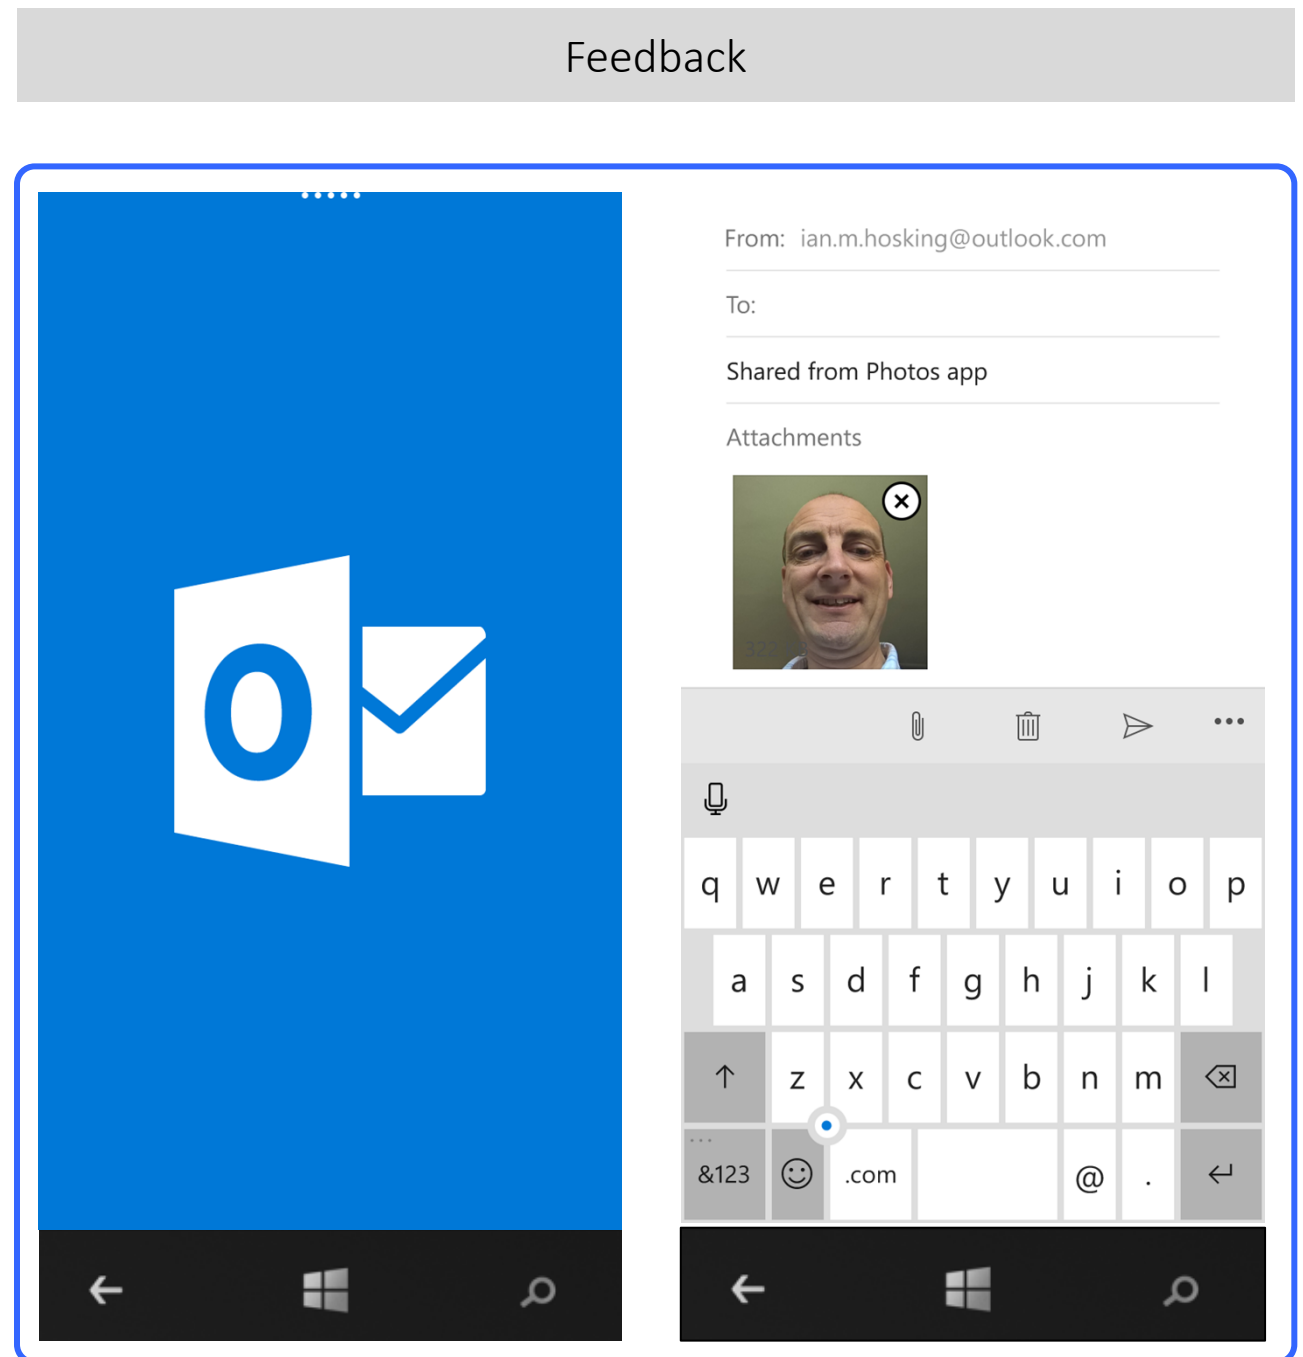 Feedback
From: ian.m.hosking@outlook.com
To:
Shared from Photos app
Attachments
q w e r t y u i o p
a s d f g h j k l
z x c v b n m
&123 .com @ .